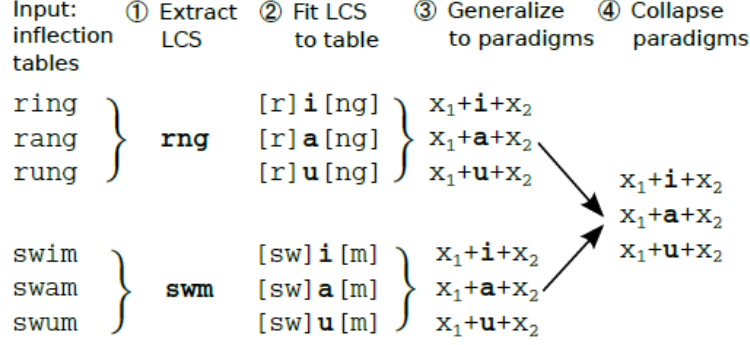 Input: ① Extract ② Fit LCS ③ Generalize ④ Collapse
inflection LCS to table to paradigms paradigms
tables
ring [r]i[ng] x₁+i+x₂
rang rng [r]a[ng] x₁+a+x₂
rung [r]u[ng] x₁+u+x₂
x₁+i+x₂
x₁+a+x₂
x₁+u+x₂
swim [sw]i[m] x₁+i+x₂
swam swm [sw]a[m] x₁+a+x₂
swum [sw]u[m] x₁+u+x₂